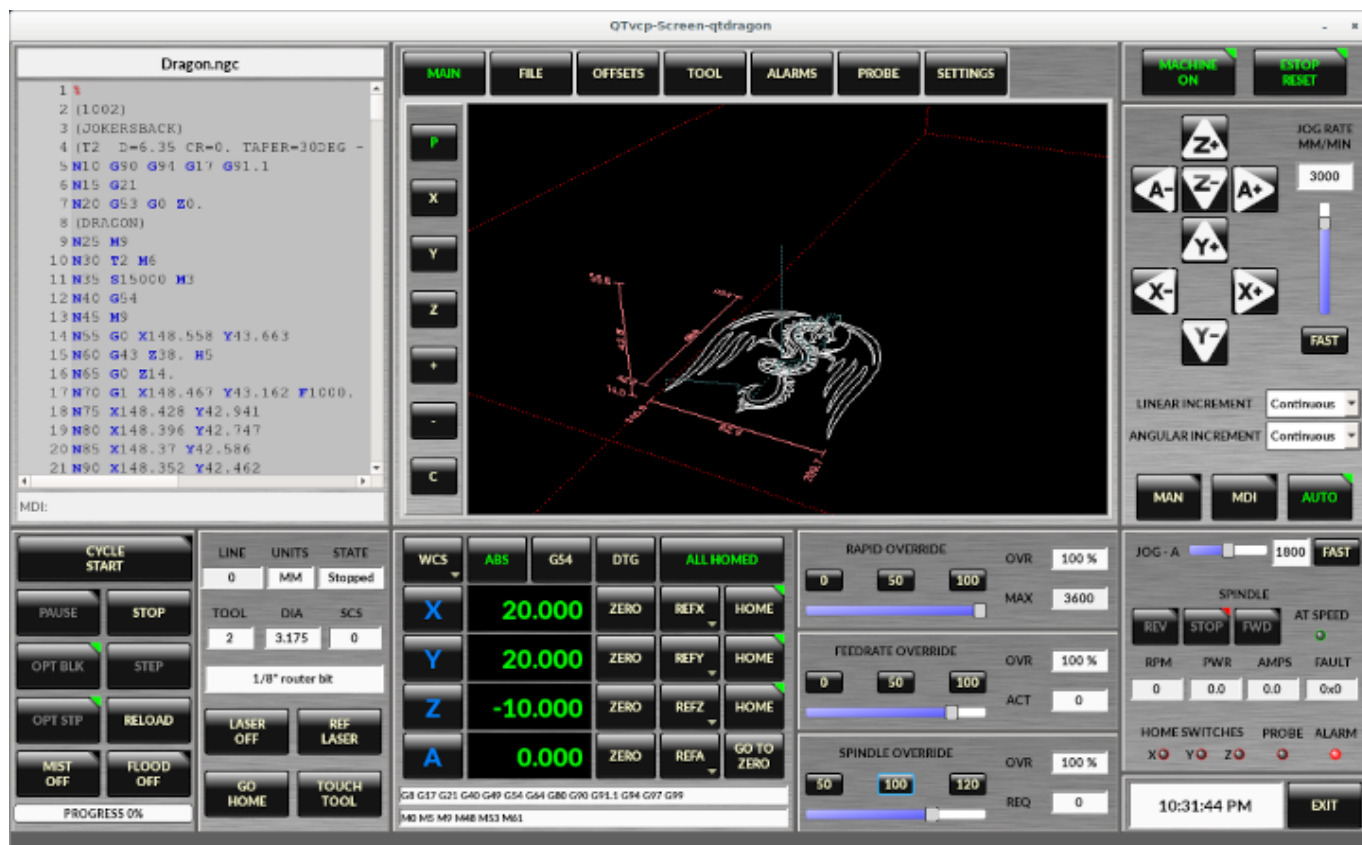 QTvcp-Screen-qtdragon
Dragon.ngc
1 %
2 (1002)
3 (JOKERSBACK)
4 (T2 D=6.35 CR=0. TAPER=30DEG -
5 N10 G90 G94 G17 G91.1
6 N15 G21
7 N20 G53 G0 Z0.
8 (DRAGON)
9 N25 M9
10 N30 T2 M6
11 N35 S15000 M3
12 N40 G54
13 N45 M9
14 N55 G0 X148.558 Y43.663
15 N60 G43 Z38. H5
16 N65 G0 Z14.
17 N70 G1 X148.467 Y43.162 F1000.
18 N75 X148.428 Y42.941
19 N80 X148.396 Y42.747
20 N85 X148.37 Y42.586
21 N90 X148.352 Y42.462
MDI:
MAIN FILE OFFSETS TOOL ALARMS PROBE SETTINGS
P
X
Y
Z
+
-
C
MACHINE ON ESTOP RESET
JOG RATE
MM/MIN
3000
Z+
A- Z- A+
Y+
X- X+
Y-
FAST
LINEAR INCREMENT Continuous
ANGULAR INCREMENT Continuous
MAN MDI AUTO
CYCLE START
PAUSE STOP
OPT BLK STEP
OPT STP RELOAD
MIST OFF FLOOD OFF
PROGRESS 0%
LINE UNITS STATE
0 MM Stopped
TOOL DIA SCS
2 3.175 0
1/8" router bit
LASER OFF REF LASER
GO HOME TOUCH TOOL
WCS ABS G54 DTG ALL HOMED
X 20.000 ZERO REFX HOME
Y 20.000 ZERO REFY HOME
Z -10.000 ZERO REFZ HOME
A 0.000 ZERO REFA GO TO ZERO
G8 G17 G21 G40 G49 G54 G64 G80 G90 G91.1 G94 G97 G99
M0 M5 M9 M48 M53 M61
RAPID OVERRIDE OVR 100 %
0 50 100
MAX 3600
FEEDRATE OVERRIDE OVR 100 %
0 50 100
ACT 0
SPINDLE OVERRIDE OVR 100 %
50 100 120
REQ 0
JOG - A 1800 FAST
SPINDLE
REV STOP FWD AT SPEED
RPM PWR AMPS FAULT
0 0.0 0.0 0x0
HOME SWITCHES PROBE ALARM
X Y Z
10:31:44 PM EXIT